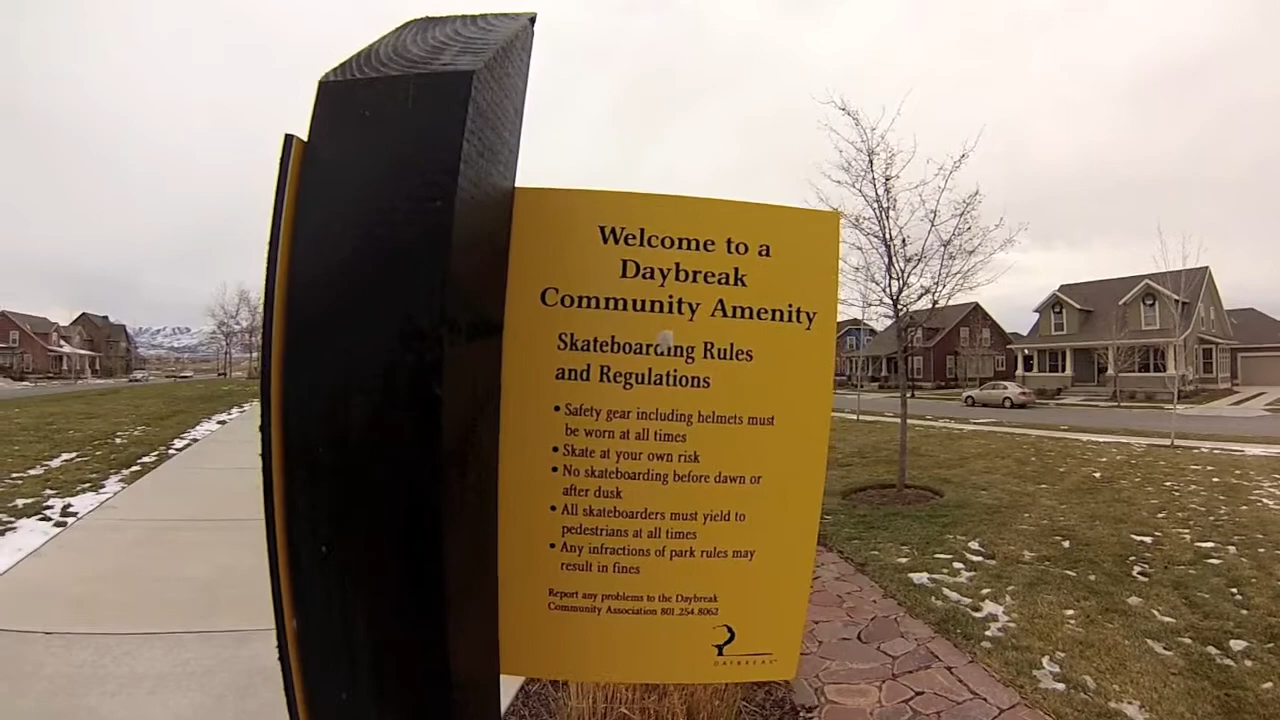 Welcome to a
Daybreak
Community Amenity
Skateboarding Rules
and Regulations
• Safety gear including helmets must
be worn at all times
• Skate at your own risk
• No skateboarding before dawn or
after dusk
• All skateboarders must yield to
pedestrians at all times
• Any infractions of park rules may
result in fines
Report any problems to the Daybreak
Community Association 801.254.8062
DAYBREAK